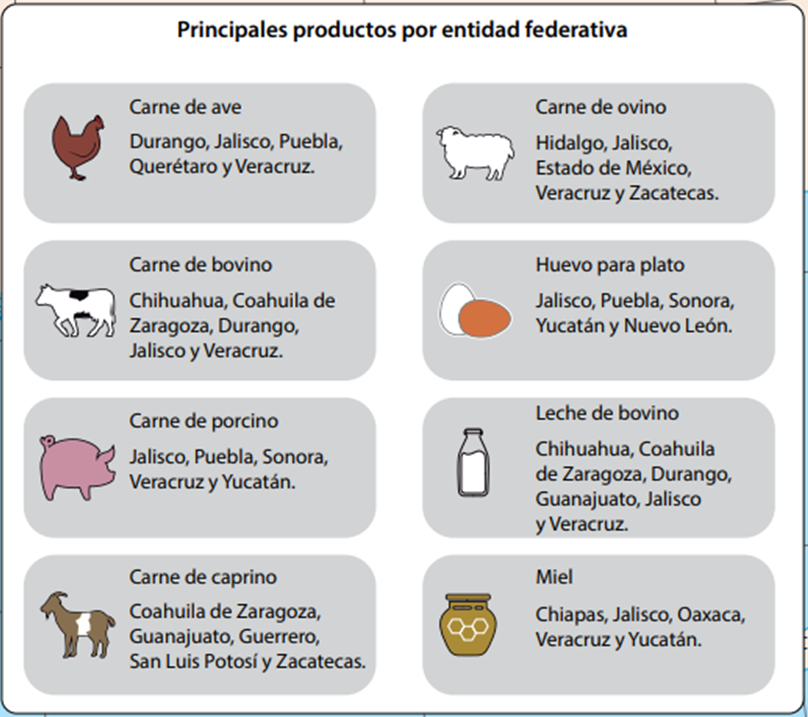 Principales productos por entidad federativa
Carne de ave
Durango, Jalisco, Puebla,
Querétaro y Veracruz.
Carne de ovino
Hidalgo, Jalisco,
Estado de México,
Veracruz y Zacatecas.
Carne de bovino
Chihuahua, Coahuila de
Zaragoza, Durango,
Jalisco y Veracruz.
Huevo para plato
Jalisco, Puebla, Sonora,
Yucatán y Nuevo León.
Carne de porcino
Jalisco, Puebla, Sonora,
Veracruz y Yucatán.
Leche de bovino
Chihuahua, Coahuila
de Zaragoza, Durango,
Guanajuato, Jalisco
y Veracruz.
Carne de caprino
Coahuila de Zaragoza,
Guanajuato, Guerrero,
San Luis Potosí y Zacatecas.
Miel
Chiapas, Jalisco, Oaxaca,
Veracruz y Yucatán.